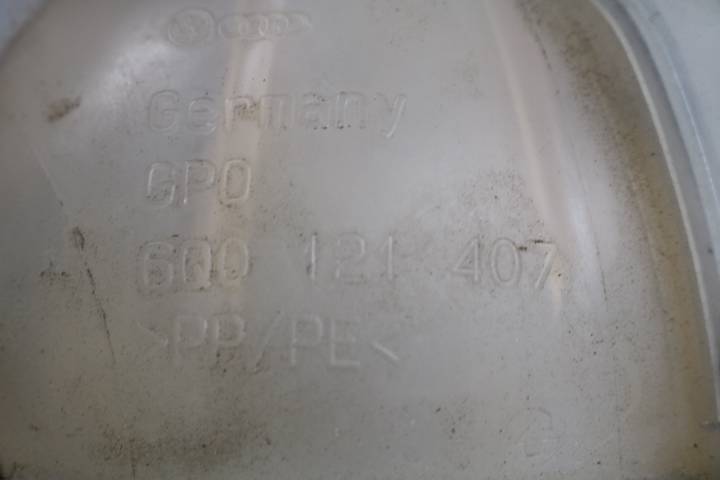 Germany
GPO
6Q0 121 407
>PP/PE<